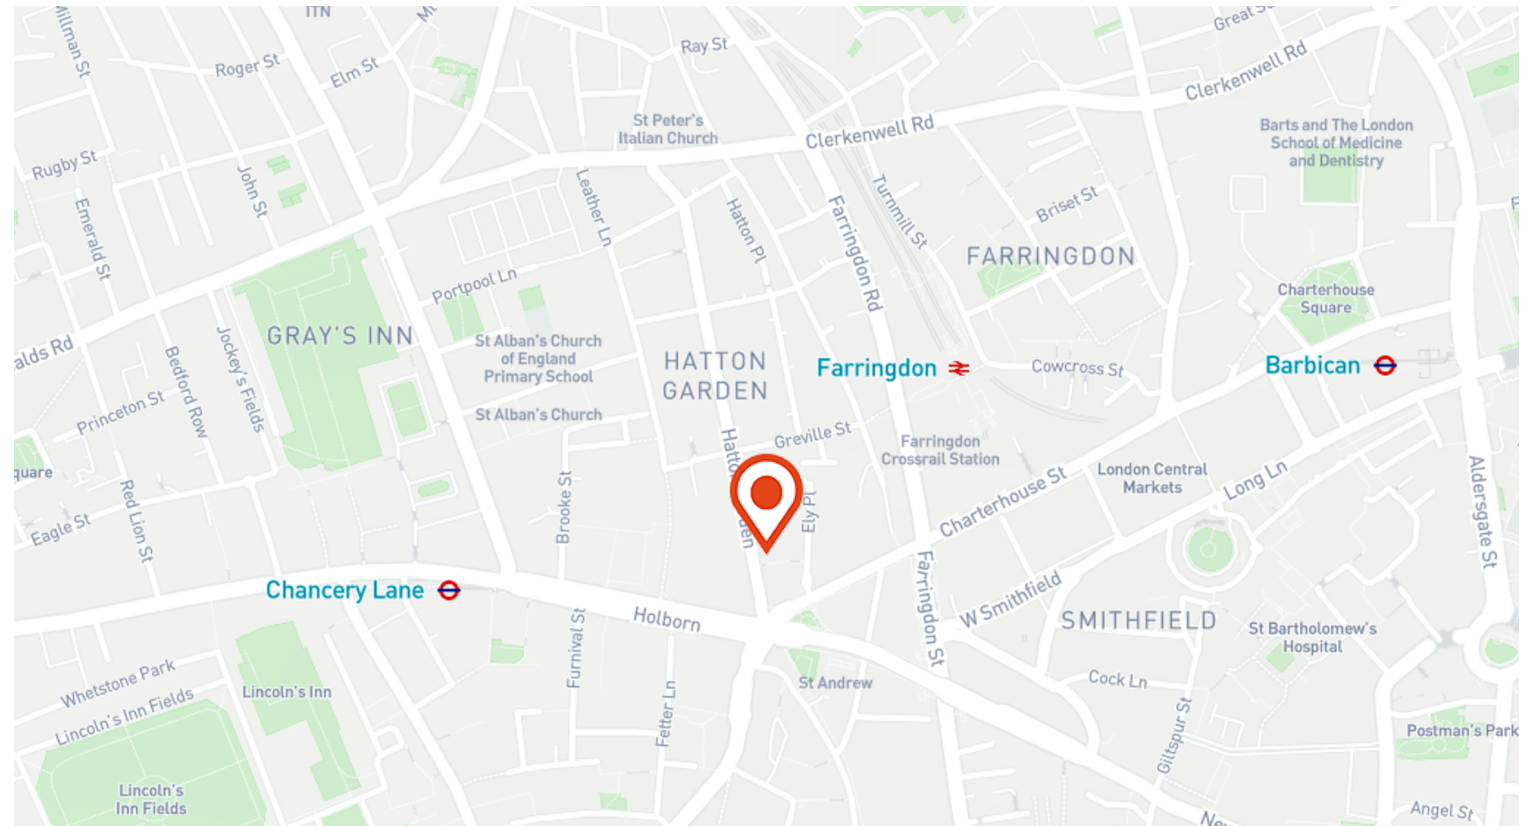 ITN
Millman St
Roger St
Elm St
Ray St
Clerkenwell Rd
St Peter's
Italian Church
Clerkenwell Rd
Barts and The London
School of Medicine
and Dentistry
Rugby St
John St
Emerald St
Leather Ln
Hatton Pl
Farringdon Rd
Turnmill St
Briset St
FARRINGDON
Portpool Ln
Charterhouse
Square
GRAY'S INN
alds Rd
Jockey's Fields
Bedford Row
St Alban's Church
of England
Primary School
HATTON
GARDEN
Farringdon
Cowcross St
Barbican
Princeton St
St Alban's Church
Greville St
Farringdon
Crossrail Station
London Central
Markets
Long Ln
quare
Red Lion St
Eagle St
Brooke St
Ely Pl
Charterhouse St
Aldersgate St
Chancery Lane
Holborn
Farringdon St
W Smithfield
SMITHFIELD
St Bartholomew's
Hospital
Furnival St
Whetstone Park
Lincoln's Inn
Lincoln's Inn Fields
Fetter Ln
St Andrew
Cock Ln
Giltspur St
Postman's Park
Lincoln's
Inn Fields
Angel St